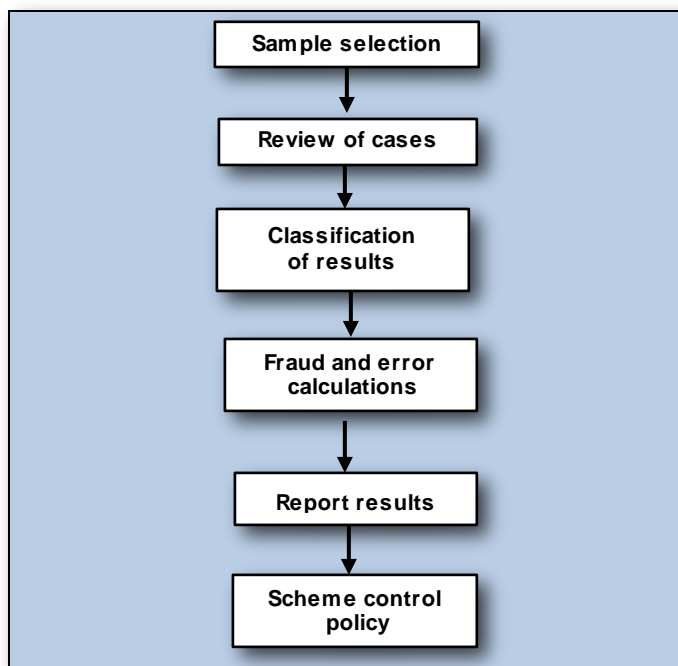 Sample selection
Review of cases
Classification
of results
Fraud and error
calculations
Report results
Scheme control
policy